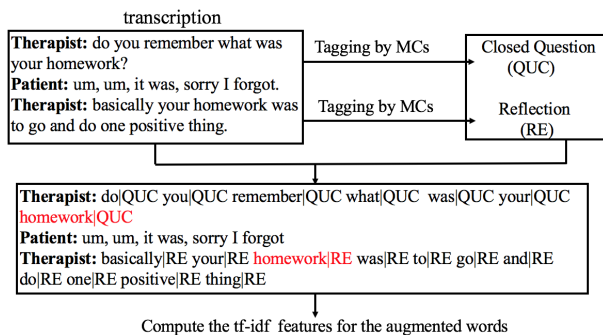 transcription
Therapist: do you remember what was
your homework?
Patient: um, um, it was, sorry I forgot.
Therapist: basically your homework was
to go and do one positive thing.
Tagging by MCs
Tagging by MCs
Closed Question
(QUC)
Reflection
(RE)
Therapist: do|QUC you|QUC remember|QUC what|QUC was|QUC your|QUC
homework|QUC
Patient: um, um, it was, sorry I forgot
Therapist: basically|RE your|RE homework|RE was|RE to|RE go|RE and|RE
do|RE one|RE positive|RE thing|RE
Compute the tf-idf features for the augmented words